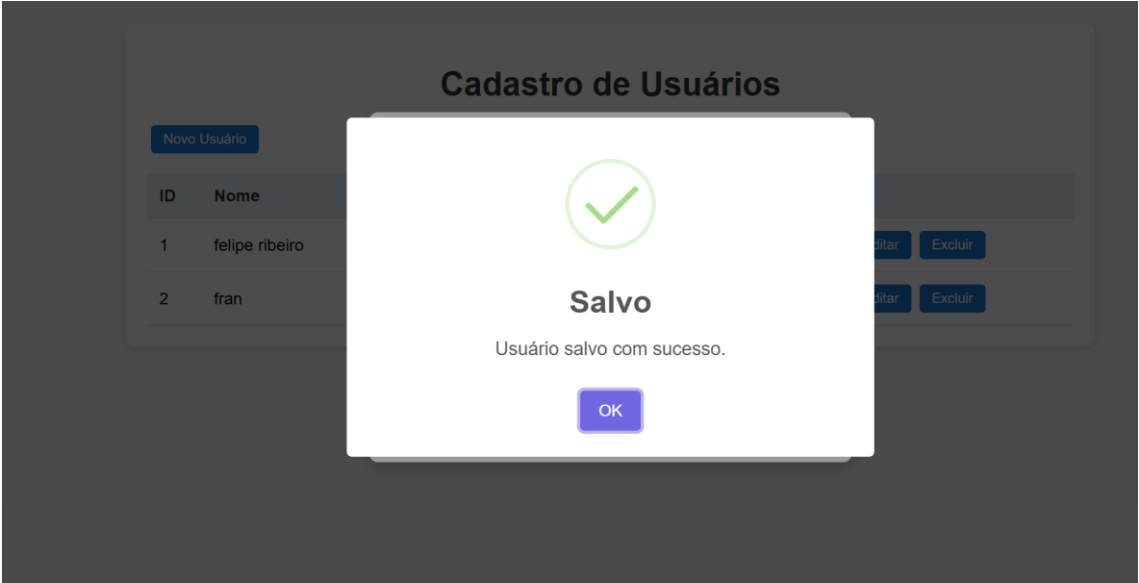 Cadastro de Usuários
Novo Usuário
ID Nome
1 felipe ribeiro Excluir
2 fran Excluir
Salvo
Usuário salvo com sucesso.
OK